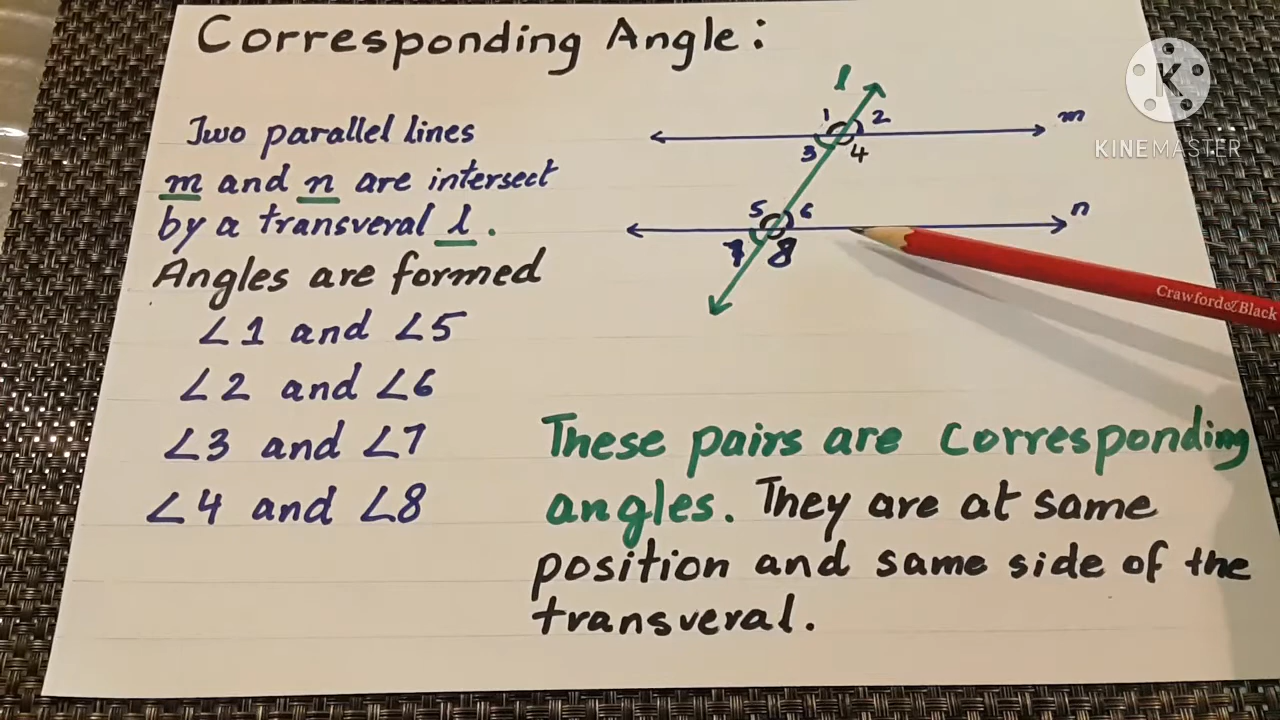 Corresponding Angle:
Two parallel lines
m and n are intersect
by a transveral l.
Angles are formed
∠1 and ∠5
∠2 and ∠6
∠3 and ∠7
∠4 and ∠8
l
1 2
m
3 4
5 6
n
7 8
These pairs are corresponding
angles. They are at same
position and same side of the
transveral.
Crawford & Black
K
KINEMASTER